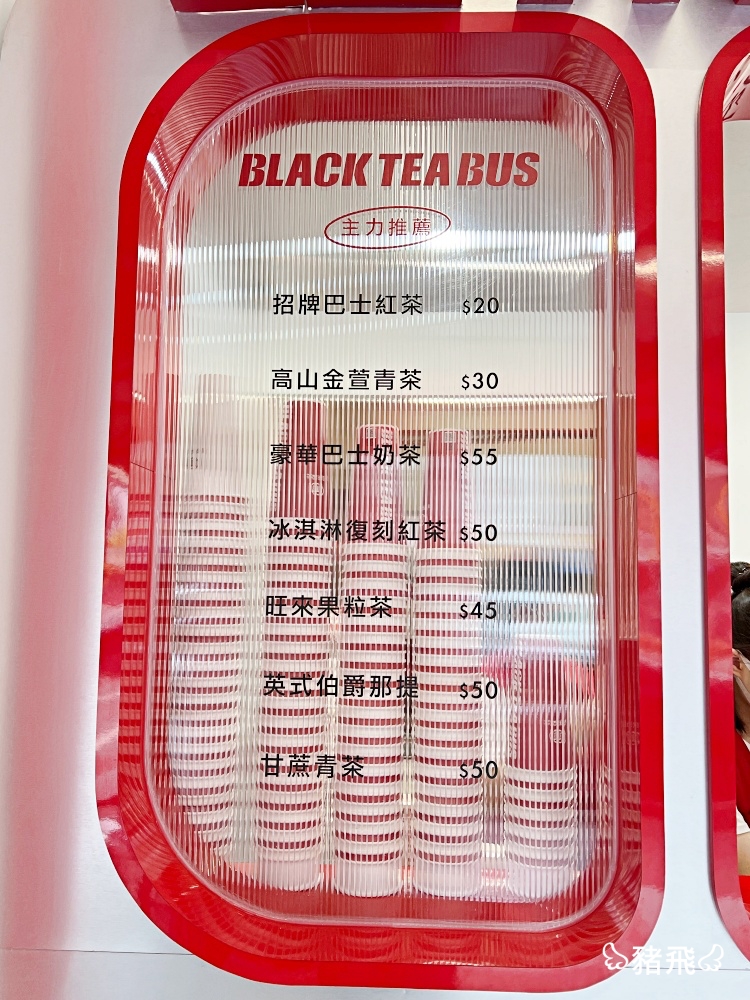 BLACK TEA BUS
主力推薦
招牌巴士紅茶 $20
高山金萱青茶 $30
豪華巴士奶茶 $55
冰淇淋復刻紅茶 $50
旺來果粒茶 $45
英式伯爵那提 $50
甘蔗青茶 $50
豬飛